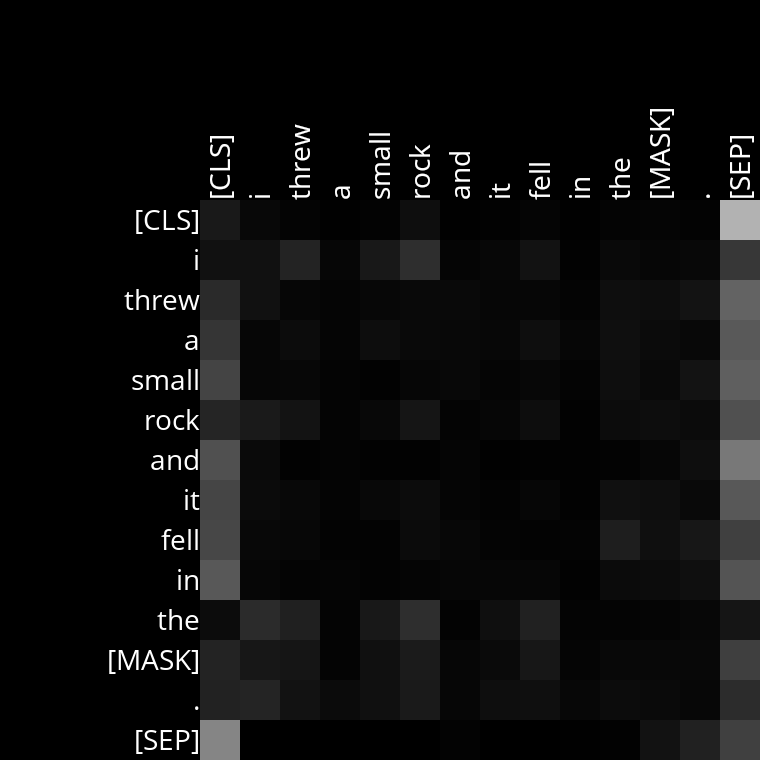 [CLS] i threw a small rock and it fell in the [MASK] . [SEP]
[CLS]
i
threw
a
small
rock
and
it
fell
in
the
[MASK]
.
[SEP]